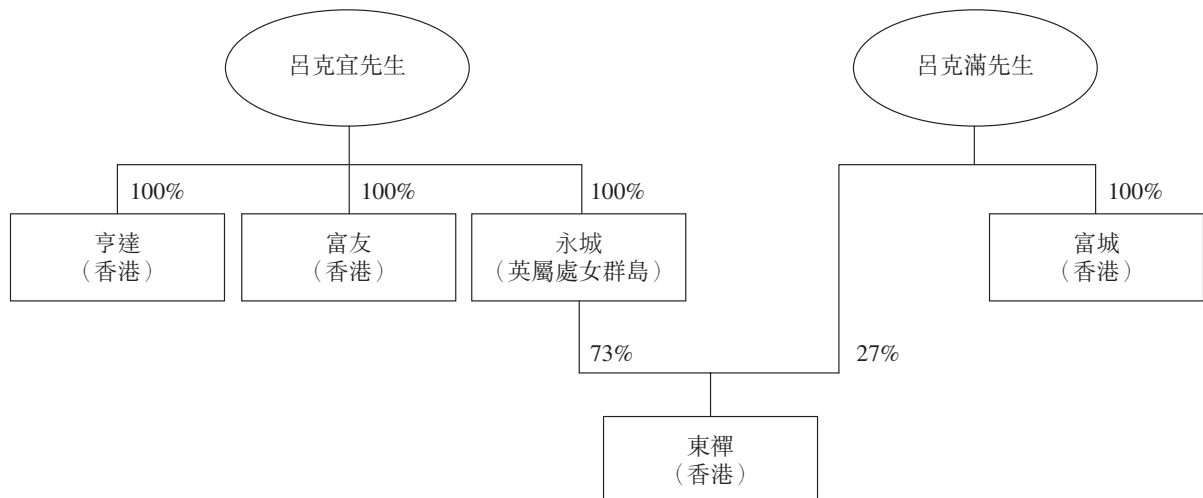 呂克宜先生
呂克滿先生
100%
100%
100%
100%
亨達
（香港）
富友
（香港）
永城
（英屬處女群島）
富城
（香港）
73%
27%
東禪
（香港）